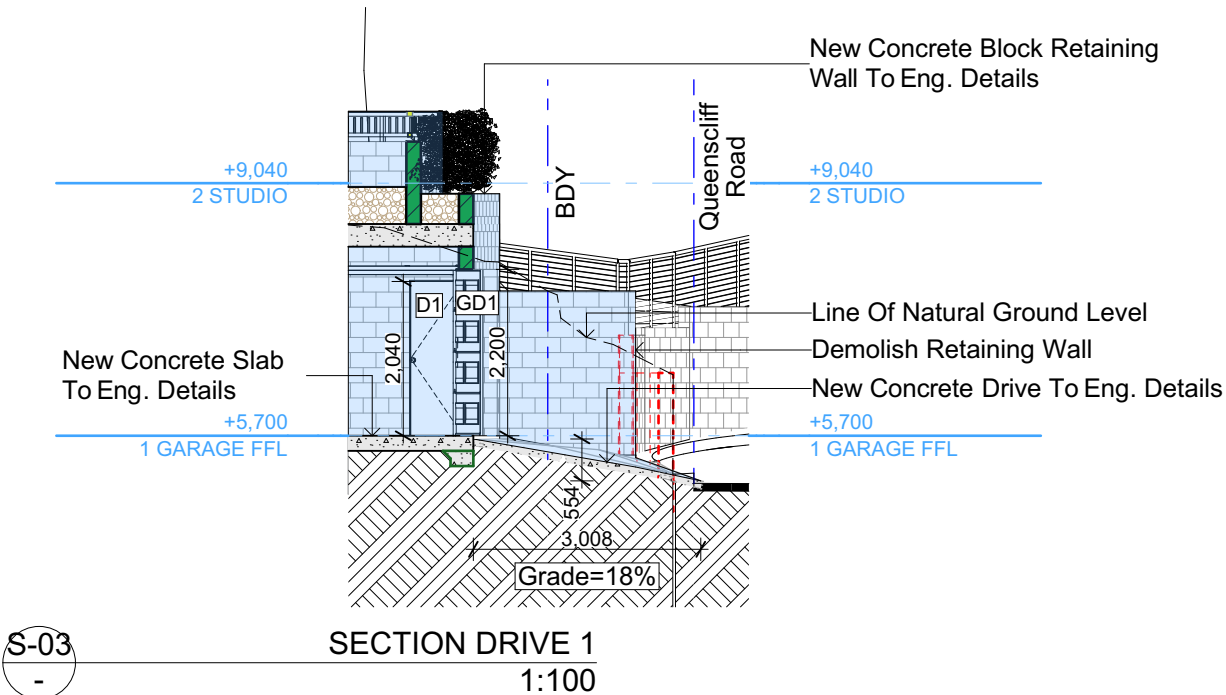 New Concrete Block Retaining
Wall To Eng. Details
Queenscliff
Road
BDY
+9,040
2 STUDIO
+9,040
2 STUDIO
D1
GD1
2,040
2,200
Line Of Natural Ground Level
Demolish Retaining Wall
New Concrete Drive To Eng. Details
New Concrete Slab
To Eng. Details
+5,700
1 GARAGE FFL
+5,700
1 GARAGE FFL
554
3,008
Grade=18%
S-03
-
SECTION DRIVE 1
1:100